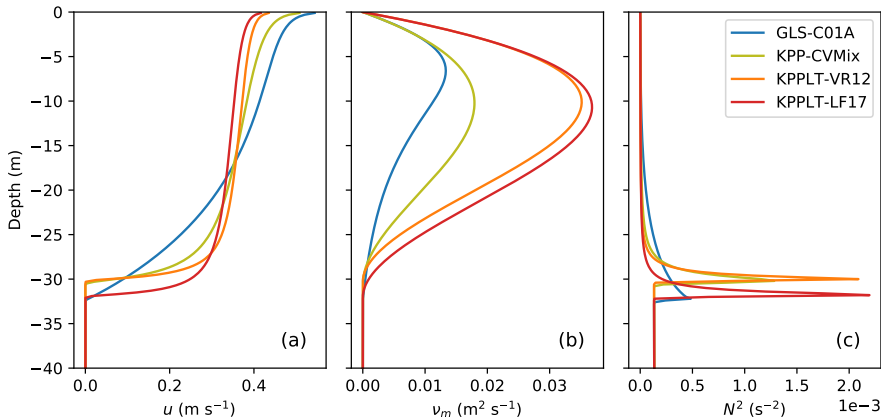 0
−5
−10
−15
−20
−25
−30
−35
−40
Depth (m)
0.0 0.2 0.4
u (m s⁻¹)
(a)
0.00 0.01 0.02 0.03
νₘ (m² s⁻¹)
(b)
GLS-C01A
KPP-CVMix
KPPLT-VR12
KPPLT-LF17
(c)
0.0 0.5 1.0 1.5 2.0
1e−3
N² (s⁻²)